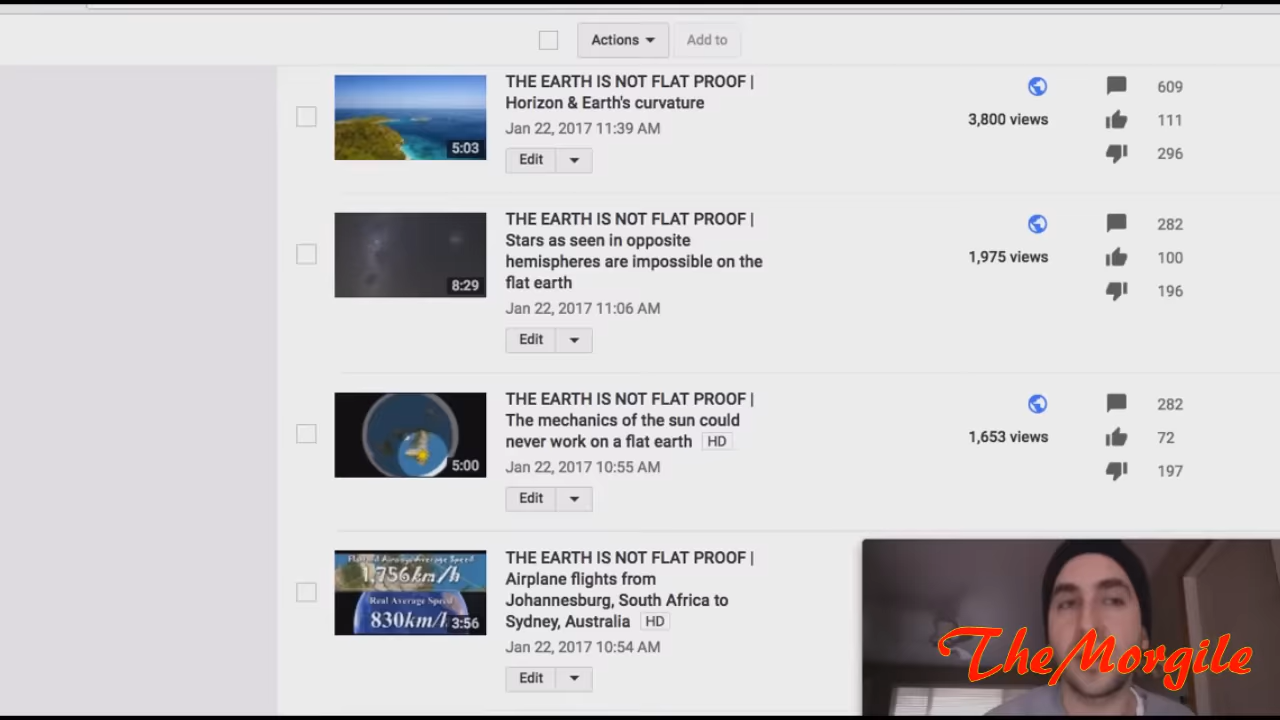 Actions
Add to
THE EARTH IS NOT FLAT PROOF |
Horizon & Earth's curvature
Jan 22, 2017 11:39 AM
Edit
5:03
3,800 views
609
111
296
THE EARTH IS NOT FLAT PROOF |
Stars as seen in opposite
hemispheres are impossible on the
flat earth
Jan 22, 2017 11:06 AM
Edit
8:29
1,975 views
282
100
196
THE EARTH IS NOT FLAT PROOF |
The mechanics of the sun could
never work on a flat earth HD
Jan 22, 2017 10:55 AM
Edit
5:00
1,653 views
282
72
197
THE EARTH IS NOT FLAT PROOF |
Airplane flights from
Johannesburg, South Africa to
Sydney, Australia HD
Jan 22, 2017 10:54 AM
Edit
Average Speed
1,756km/h
Real Average Speed
830km/
3:56
TheMorgile